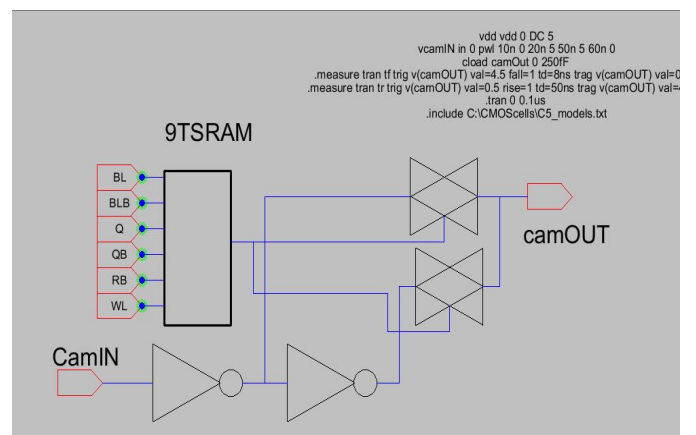 vdd vdd 0 DC 5
vcamIN in 0 pwl 10n 0 20n 5 50n 5 60n 0
cload camOut 0 250fF
.measure tran tf trig v(camOUT) val=4.5 fall=1 td=8ns trag v(camOUT) val=0
.measure tran tr trig v(camOUT) val=0.5 rise=1 td=50ns trag v(camOUT) val=
.tran 0 0.1us
.include C:\CMOScells\C5_models.txt
9TSRAM
BL
BLB
Q
QB
RB
WL
camOUT
CamIN